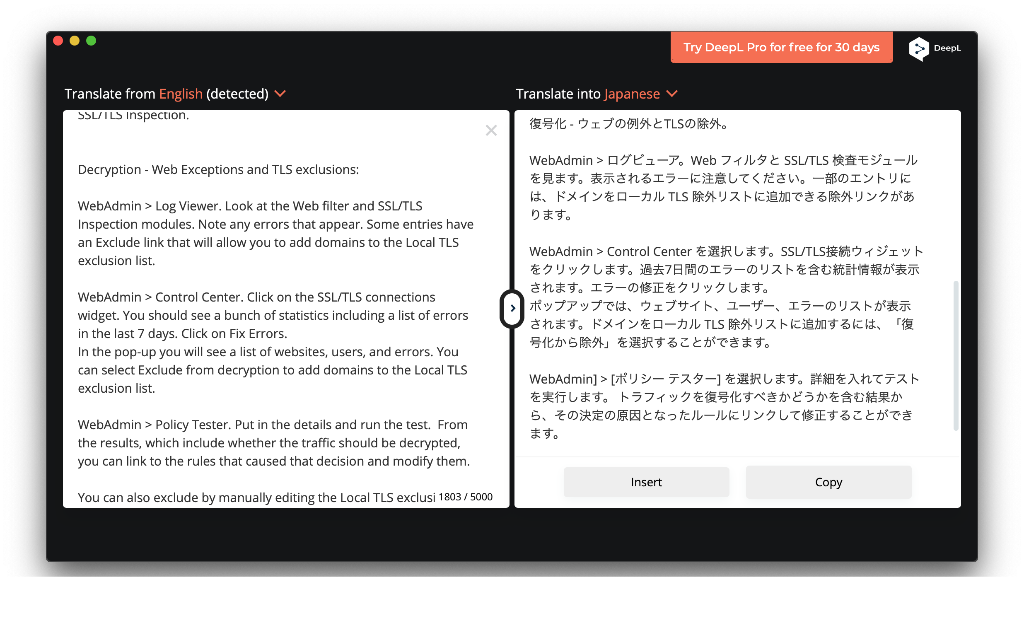 Try DeepL Pro for free for 30 days
DeepL
Translate from English (detected)
Translate into Japanese
SSL/TLS Inspection.
Decryption - Web Exceptions and TLS exclusions:
WebAdmin > Log Viewer. Look at the Web filter and SSL/TLS
Inspection modules. Note any errors that appear. Some entries have
an Exclude link that will allow you to add domains to the Local TLS
exclusion list.
WebAdmin > Control Center. Click on the SSL/TLS connections
widget. You should see a bunch of statistics including a list of errors
in the last 7 days. Click on Fix Errors.
In the pop-up you will see a list of websites, users, and errors. You
can select Exclude from decryption to add domains to the Local TLS
exclusion list.
WebAdmin > Policy Tester. Put in the details and run the test. From
the results, which include whether the traffic should be decrypted,
you can link to the rules that caused that decision and modify them.
You can also exclude by manually editing the Local TLS exclusi
1803 / 5000
復号化 - ウェブの例外とTLSの除外。
WebAdmin > ログビューア。Web フィルタと SSL/TLS 検査モジュール
を見ます。表示されるエラーに注意してください。一部のエントリに
は、ドメインをローカル TLS 除外リストに追加できる除外リンクがあ
ります。
WebAdmin > Control Center を選択します。SSL/TLS接続ウィジェット
をクリックします。過去7日間のエラーのリストを含む統計情報が表示
されます。エラーの修正をクリックします。
ポップアップでは、ウェブサイト、ユーザー、エラーのリストが表示
されます。ドメインをローカル TLS 除外リストに追加するには、「復
号化から除外」を選択することができます。
WebAdmin] > [ポリシー テスター] を選択します。詳細を入れてテスト
を実行します。 トラフィックを復号化すべきかどうかを含む結果か
ら、その決定の原因となったルールにリンクして修正することができ
ます。
Insert
Copy